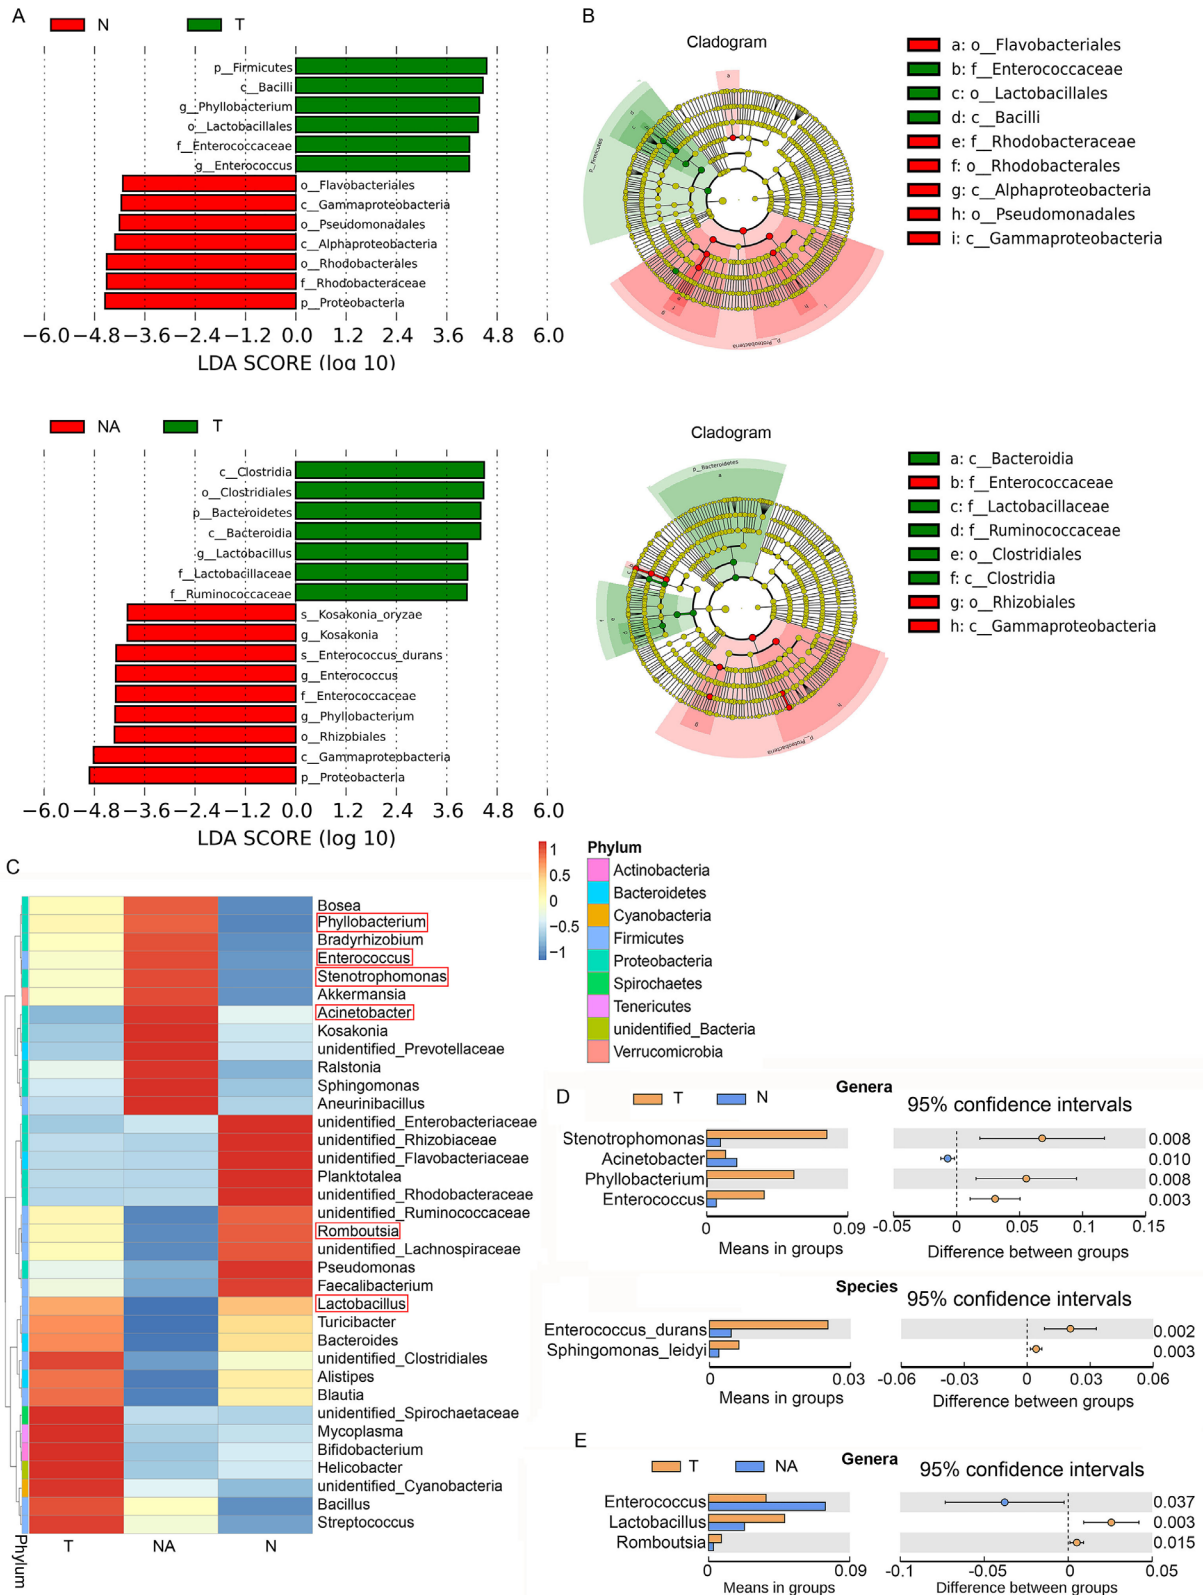 A
N
T
p__Firmicutes
c__Bacilli
g__Phyllobacterium
o__Lactobacillales
f__Enterococcaceae
g__Enterococcus
o__Flavobacteriales
c__Gammaproteobacteria
o__Pseudomonadales
c__Alphaproteobacteria
o__Rhodobacterales
f__Rhodobacteraceae
p__Proteobacteria
−6.0 −4.8 −3.6 −2.4 −1.2 0.0 1.2 2.4 3.6 4.8 6.0
LDA SCORE (log 10)
B
Cladogram
p__Firmicutes
p__Proteobacteria
a: o__Flavobacteriales
b: f__Enterococcaceae
c: o__Lactobacillales
d: c__Bacilli
e: f__Rhodobacteraceae
f: o__Rhodobacterales
g: c__Alphaproteobacteria
h: o__Pseudomonadales
i: c__Gammaproteobacteria
NA
T
c__Clostridia
o__Clostridiales
p__Bacteroidetes
c__Bacteroidia
g__Lactobacillus
f__Lactobacillaceae
f__Ruminococcaceae
s__Kosakonia_oryzae
g__Kosakonia
s__Enterococcus_durans
g__Enterococcus
f__Enterococcaceae
g__Phyllobacterium
o__Rhizobiales
c__Gammaproteobacteria
p__Proteobacteria
−6.0 −4.8 −3.6 −2.4 −1.2 0.0 1.2 2.4 3.6 4.8 6.0
LDA SCORE (log 10)
Cladogram
p__Bacteroidetes
p__Proteobacteria
a: c__Bacteroidia
b: f__Enterococcaceae
c: f__Lactobacillaceae
d: f__Ruminococcaceae
e: o__Clostridiales
f: c__Clostridia
g: o__Rhizobiales
h: c__Gammaproteobacteria
C
1
0.5
0
−0.5
−1
Phylum
Actinobacteria
Bacteroidetes
Cyanobacteria
Firmicutes
Proteobacteria
Spirochaetes
Tenericutes
unidentified_Bacteria
Verrucomicrobia
Bosea
Phyllobacterium
Bradyrhizobium
Enterococcus
Stenotrophomonas
Akkermansia
Acinetobacter
Kosakonia
unidentified_Prevotellaceae
Ralstonia
Sphingomonas
Aneurinibacillus
unidentified_Enterobacteriaceae
unidentified_Rhizobiaceae
unidentified_Flavobacteriaceae
Planktotalea
unidentified_Rhodobacteraceae
unidentified_Ruminococcaceae
Romboutsia
unidentified_Lachnospiraceae
Pseudomonas
Faecalibacterium
Lactobacillus
Turicibacter
Bacteroides
unidentified_Clostridiales
Alistipes
Blautia
unidentified_Spirochaetaceae
Mycoplasma
Bifidobacterium
Helicobacter
unidentified_Cyanobacteria
Bacillus
Streptococcus
Phylum
T NA N
D
T
N
Genera
95% confidence intervals
Stenotrophomonas 0.008
Acinetobacter 0.010
Phyllobacterium 0.008
Enterococcus 0.003
0 0.09 -0.05 0 0.05 0.1 0.15
Means in groups
Difference between groups
Species
95% confidence intervals
Enterococcus_durans 0.002
Sphingomonas_leidyi 0.003
0 0.03 -0.06 -0.03 0 0.03 0.06
Means in groups
Difference between groups
E
T
NA
Genera
95% confidence intervals
Enterococcus 0.037
Lactobacillus 0.003
Romboutsia 0.015
0 0.09 -0.1 -0.05 0 0.05
Means in groups
Difference between groups